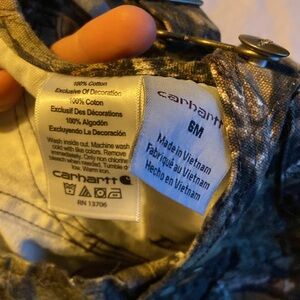 100% Cotton
Exclusive of Decoration
100% Coton
Exclusif Des Décorations
100% Algodón
Excluyendo La Decoración
Wash inside out. Machine wash
cold with like colors. Remove
immediately. Only non chlorine
bleach when needed. Tumble dry
low. Warm iron.
carhartt
RN 13706
carhartt
6M
Made in Vietnam
Fabriqué au Vietnam
Hecho en Vietnam